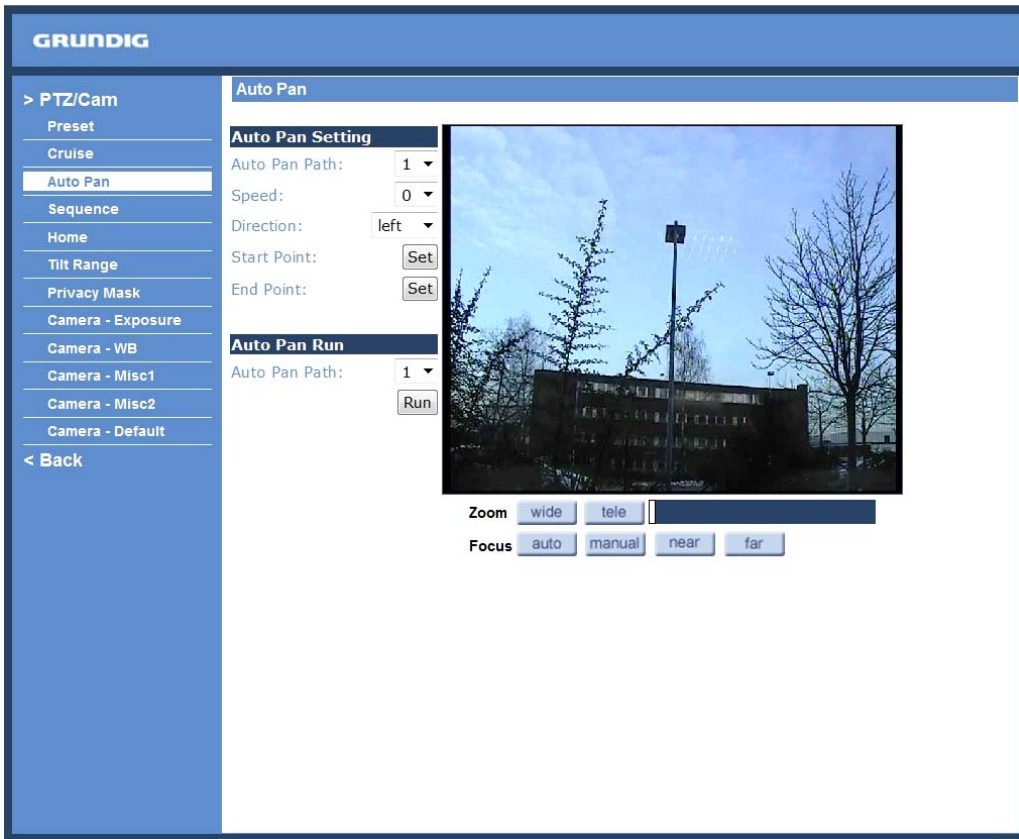 GRUNDIG
> PTZ/Cam
Preset
Cruise
Auto Pan
Sequence
Home
Tilt Range
Privacy Mask
Camera - Exposure
Camera - WB
Camera - Misc1
Camera - Misc2
Camera - Default
< Back
Auto Pan
Auto Pan Setting
Auto Pan Path: 1
Speed: 0
Direction: left
Start Point: Set
End Point: Set
Auto Pan Run
Auto Pan Path: 1
Run
Zoom wide tele
Focus auto manual near far